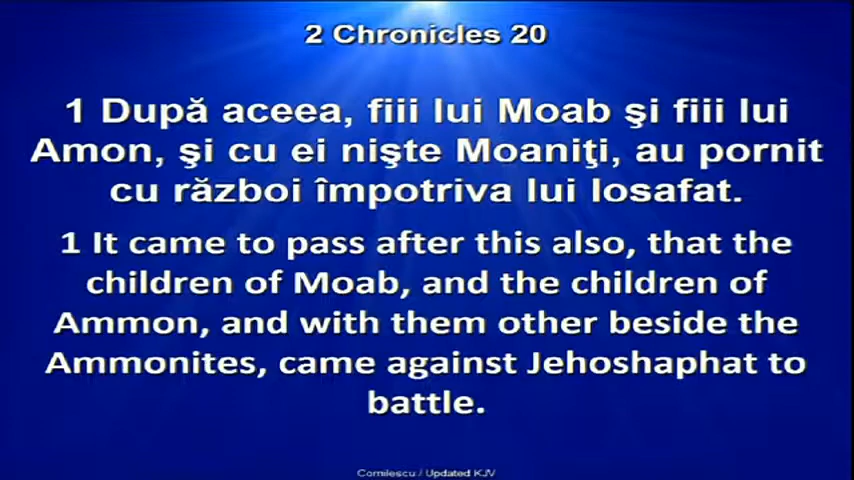 2 Chronicles 20
1 După aceea, fiii lui Moab şi fiii lui
Amon, şi cu ei nişte Moaniţi, au pornit
cu război împotriva lui Iosafat.
1 It came to pass after this also, that the
children of Moab, and the children of
Ammon, and with them other beside the
Ammonites, came against Jehoshaphat to
battle.
Cornilescu / Updated KJV